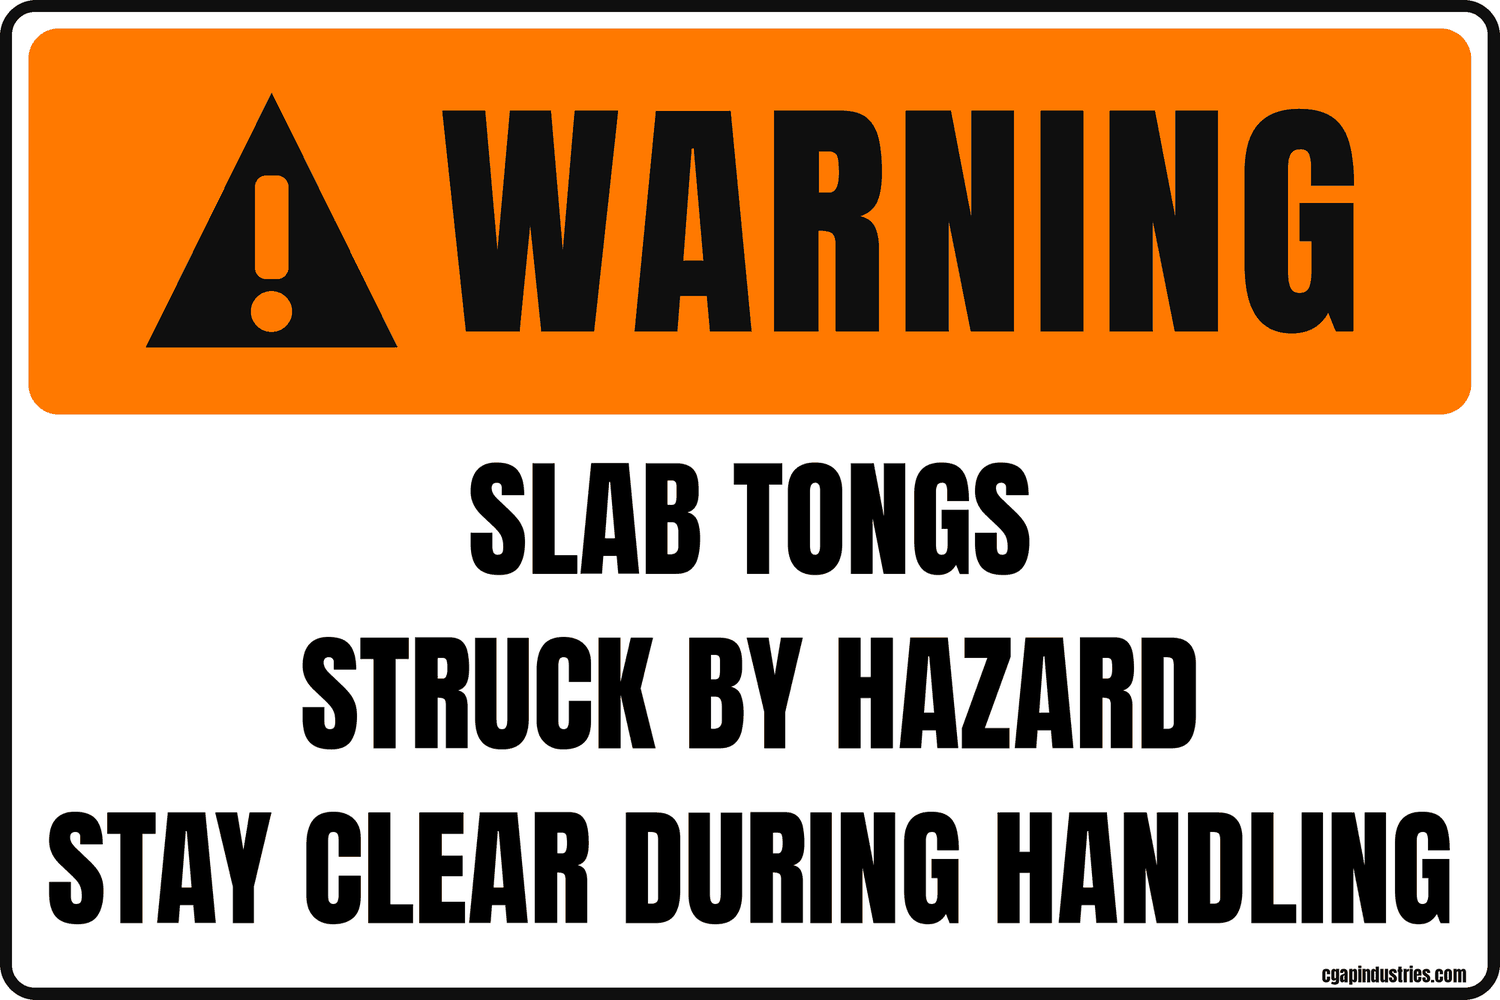 WARNING
SLAB TONGS
STRUCK BY HAZARD
STAY CLEAR DURING HANDLING
cgapindustries.com